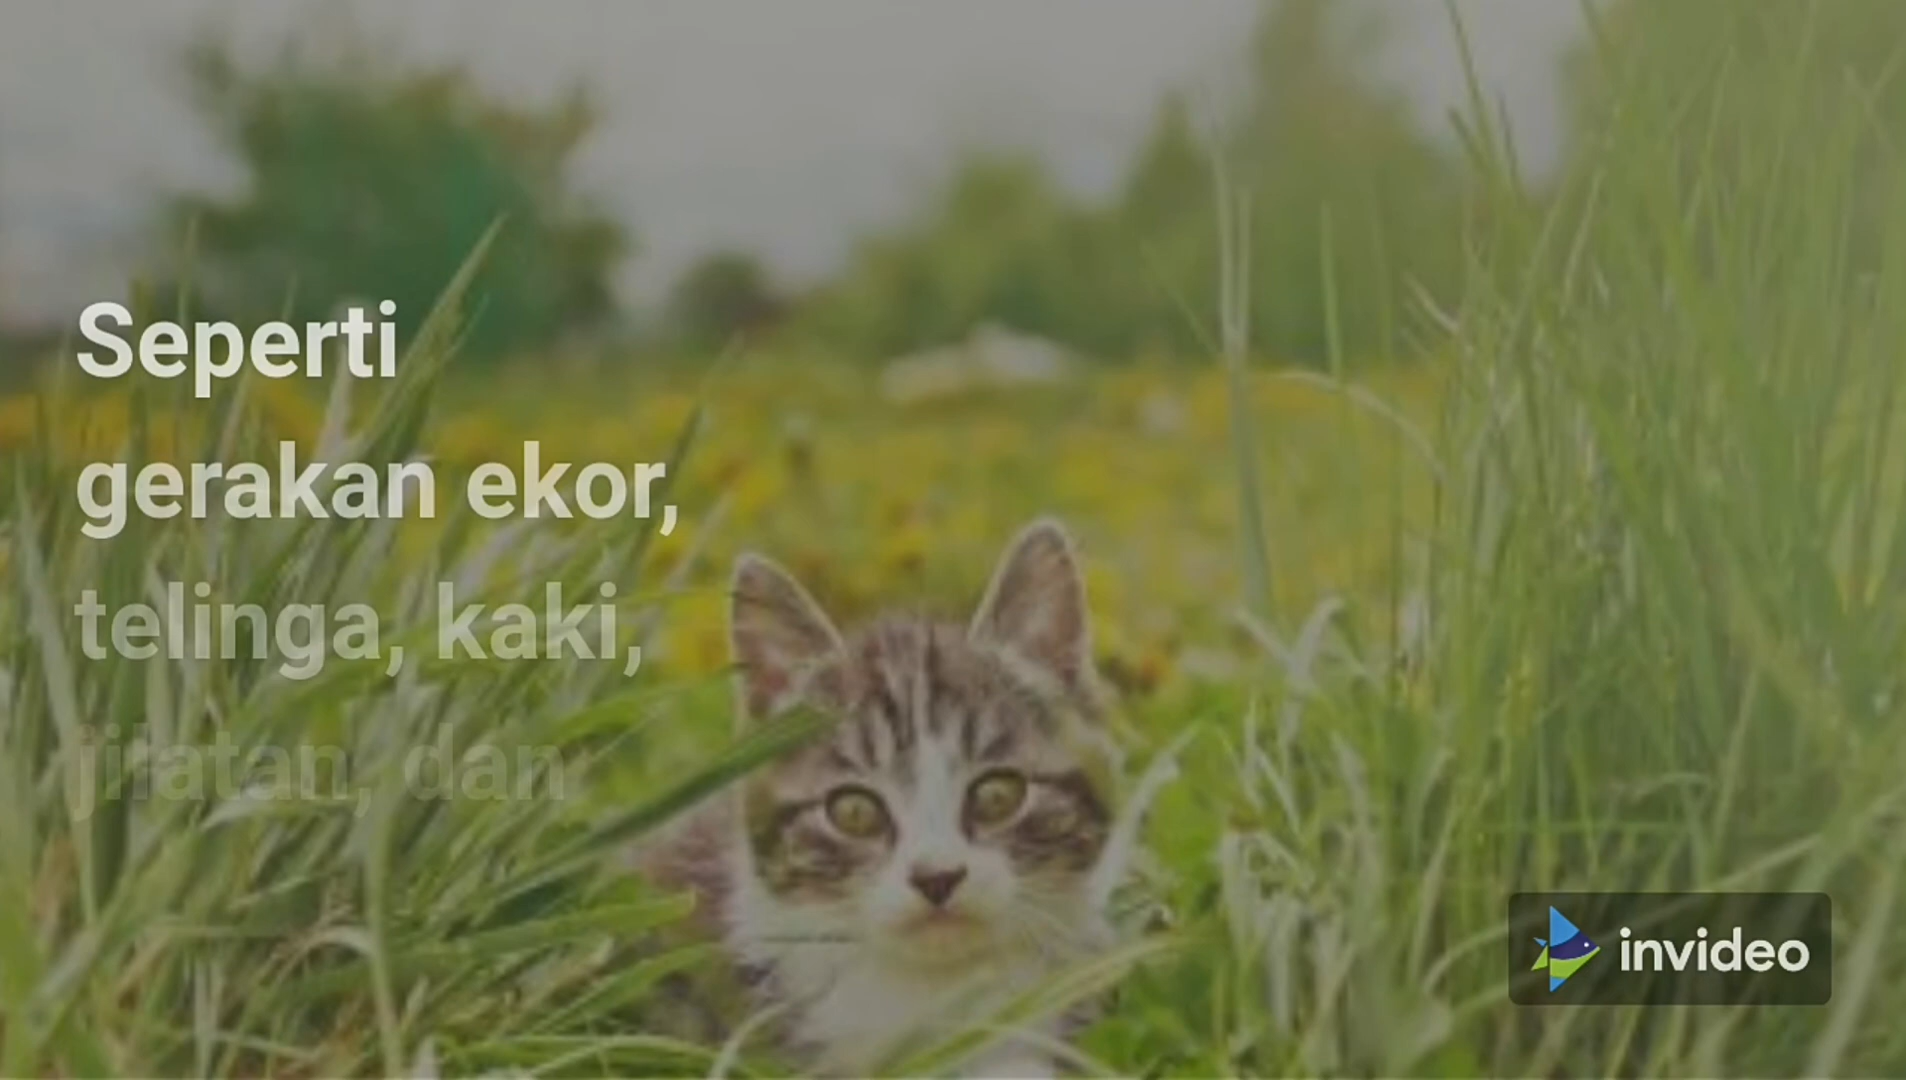 Seperti
gerakan ekor,
telinga, kaki,
jilatan, dan
invideo